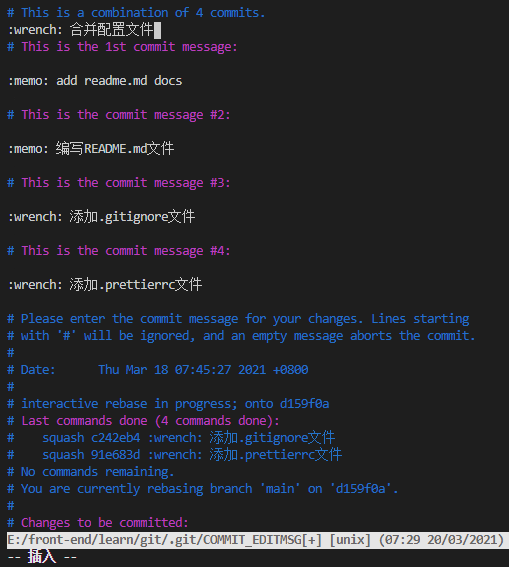 # This is a combination of 4 commits.
:wrench: 合并配置文件
# This is the 1st commit message:
:memo: add readme.md docs
# This is the commit message #2:
:memo: 编写README.md文件
# This is the commit message #3:
:wrench: 添加.gitignore文件
# This is the commit message #4:
:wrench: 添加.prettierrc文件
# Please enter the commit message for your changes. Lines starting
# with '#' will be ignored, and an empty message aborts the commit.
#
# Date:      Thu Mar 18 07:45:27 2021 +0800
#
# interactive rebase in progress; onto d159f0a
# Last commands done (4 commands done):
#    squash c242eb4 :wrench: 添加.gitignore文件
#    squash 91e683d :wrench: 添加.prettierrc文件
# No commands remaining.
# You are currently rebasing branch 'main' on 'd159f0a'.
#
# Changes to be committed:
E:/front-end/learn/git/.git/COMMIT_EDITMSG[+] [unix] (07:29 20/03/2021)
-- 插入 --